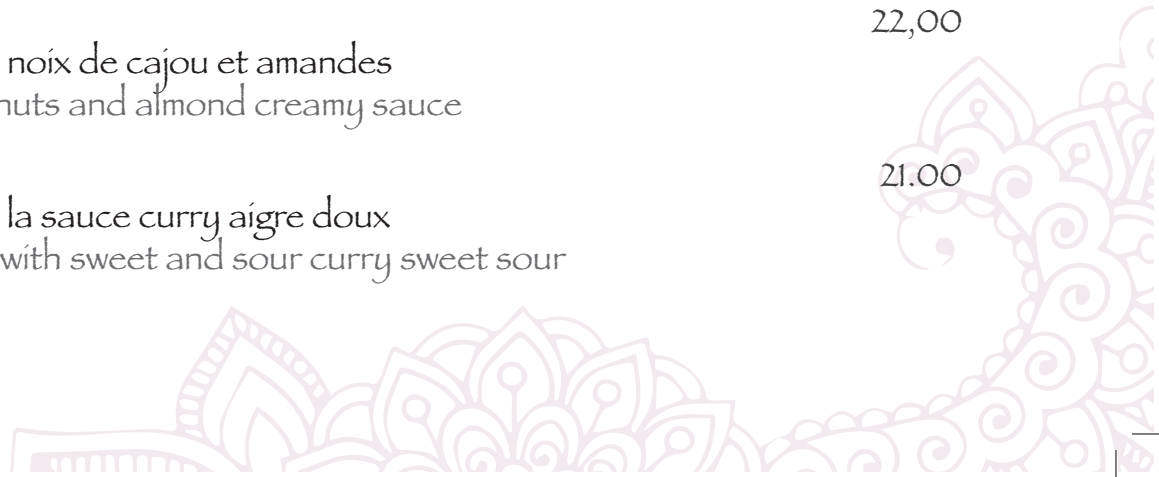 22,00
noix de cajou et amandes
nuts and almond creamy sauce
21.00
la sauce curry aigre doux
with sweet and sour curry sweet sour